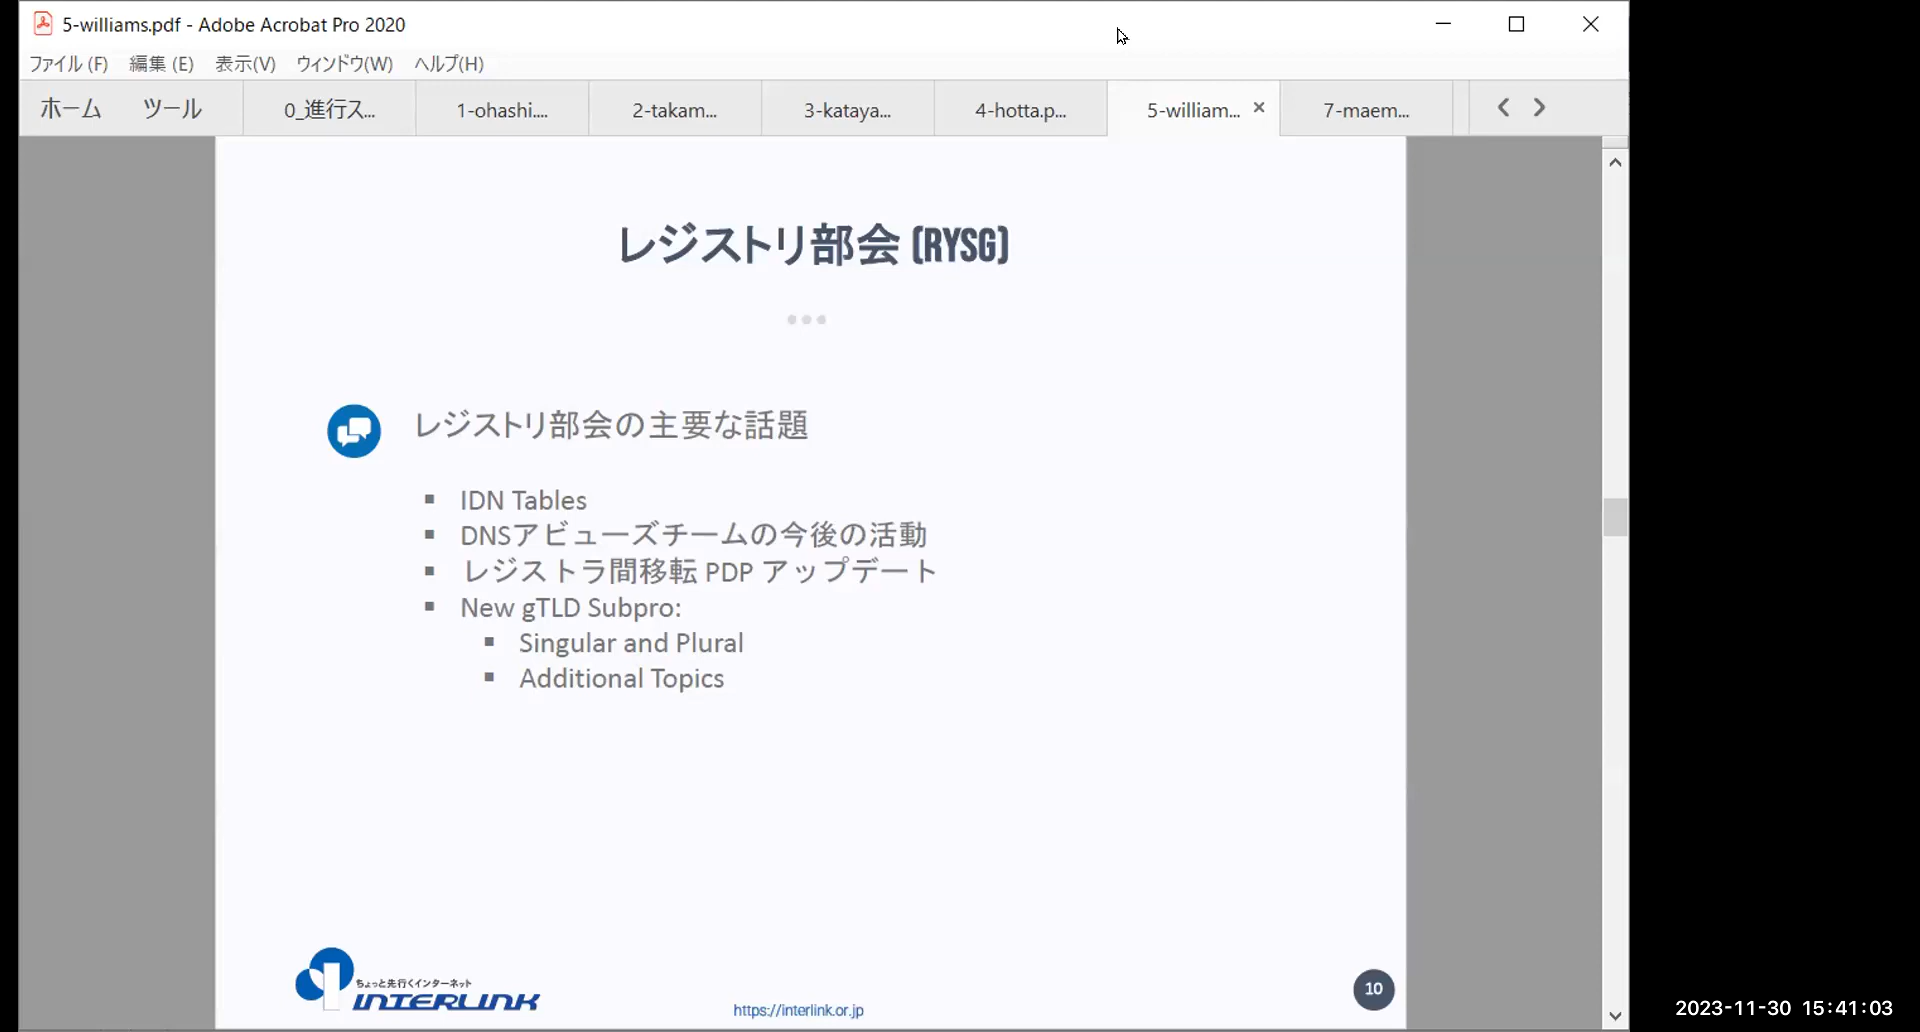 5-williams.pdf - Adobe Acrobat Pro 2020
ファイル (F) 編集 (E) 表示(V) ウィンドウ(W) ヘルプ(H)
ホーム ツール 0_進行ス... 1-ohashi.... 2-takam... 3-kataya... 4-hotta.p... 5-william... 7-maem...
レジストリ部会 (RYSG)
レジストリ部会の主要な話題
IDN Tables
DNSアビューズチームの今後の活動
レジストラ間移転 PDP アップデート
New gTLD Subpro:
Singular and Plural
Additional Topics
ちょっと先行くインターネット
INTERLINK
https://interlink.or.jp
10
2023-11-30 15:41:03